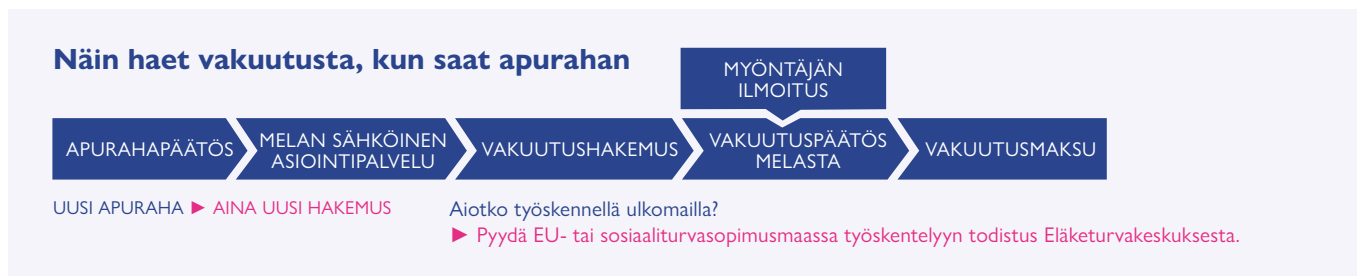 Näin haet vakuutusta, kun saat apurahan
MYÖNTÄJÄN
ILMOITUS
APURAHAPÄÄTÖS
MELAN SÄHKÖINEN
ASIOINTIPALVELU
VAKUUTUSHAKEMUS
VAKUUTUSPÄÄTÖS
MELASTA
VAKUUTUSMAKSU
UUSI APURAHA ► AINA UUSI HAKEMUS
Aiotko työskennellä ulkomailla?
► Pyydä EU- tai sosiaaliturvasopimusmaassa työskentelyyn todistus Eläketurvakeskuksesta.